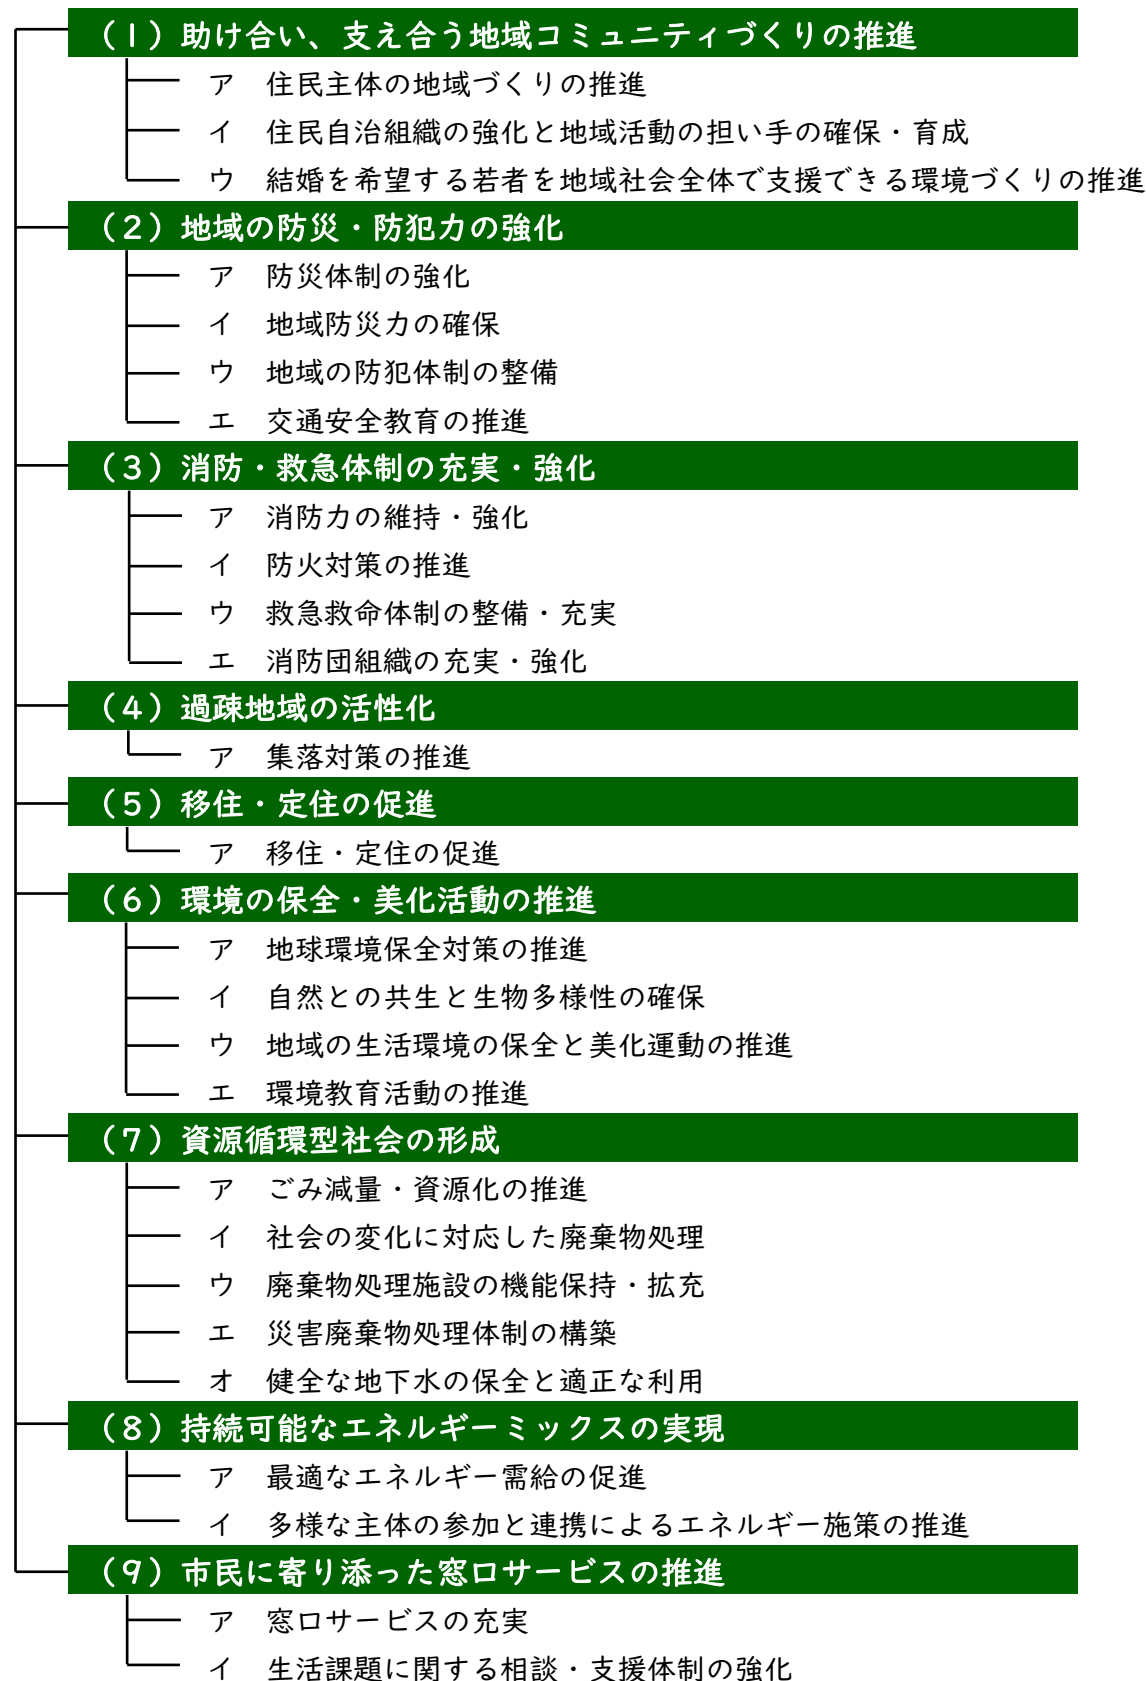 （1）助け合い、支え合う地域コミュニティづくりの推進
ア　住民主体の地域づくりの推進
イ　住民自治組織の強化と地域活動の担い手の確保・育成
ウ　結婚を希望する若者を地域社会全体で支援できる環境づくりの推進
（2）地域の防災・防犯力の強化
ア　防災体制の強化
イ　地域防災力の確保
ウ　地域の防犯体制の整備
エ　交通安全教育の推進
（3）消防・救急体制の充実・強化
ア　消防力の維持・強化
イ　防火対策の推進
ウ　救急救命体制の整備・充実
エ　消防団組織の充実・強化
（4）過疎地域の活性化
ア　集落対策の推進
（5）移住・定住の促進
ア　移住・定住の促進
（6）環境の保全・美化活動の推進
ア　地球環境保全対策の推進
イ　自然との共生と生物多様性の確保
ウ　地域の生活環境の保全と美化運動の推進
エ　環境教育活動の推進
（7）資源循環型社会の形成
ア　ごみ減量・資源化の推進
イ　社会の変化に対応した廃棄物処理
ウ　廃棄物処理施設の機能保持・拡充
エ　災害廃棄物処理体制の構築
オ　健全な地下水の保全と適正な利用
（8）持続可能なエネルギーミックスの実現
ア　最適なエネルギー需給の促進
イ　多様な主体の参加と連携によるエネルギー施策の推進
（9）市民に寄り添った窓口サービスの推進
ア　窓口サービスの充実
イ　生活課題に関する相談・支援体制の強化